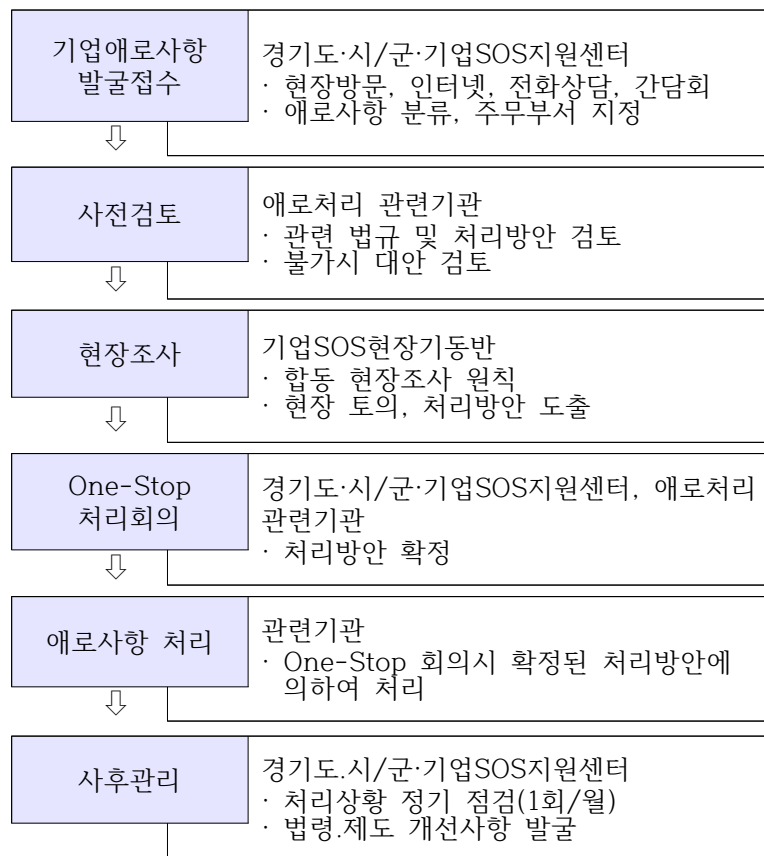 기업애로사항
발굴접수
경기도·시/군·기업SOS지원센터
· 현장방문, 인터넷, 전화상담, 간담회
· 애로사항 분류, 주무부서 지정
⇩
사전검토
애로처리 관련기관
· 관련 법규 및 처리방안 검토
· 불가시 대안 검토
⇩
현장조사
기업SOS현장기동반
· 합동 현장조사 원칙
· 현장 토의, 처리방안 도출
⇩
One-Stop
처리회의
경기도·시/군·기업SOS지원센터, 애로처리
관련기관
· 처리방안 확정
⇩
애로사항 처리
관련기관
· One-Stop 회의시 확정된 처리방안에
의하여 처리
⇩
사후관리
경기도.시/군·기업SOS지원센터
· 처리상황 정기 점검(1회/월)
· 법령.제도 개선사항 발굴